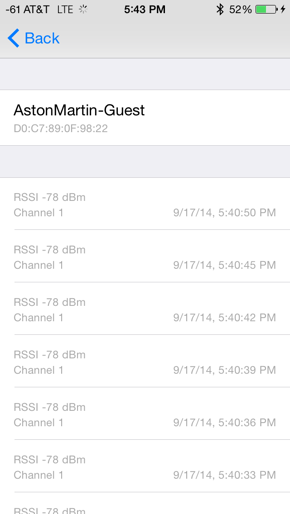 -61 AT&T LTE 5:43 PM 52%
Back
AstonMartin-Guest
D0:C7:89:0F:98:22
RSSI -78 dBm
Channel 1 9/17/14, 5:40:50 PM
RSSI -78 dBm
Channel 1 9/17/14, 5:40:45 PM
RSSI -78 dBm
Channel 1 9/17/14, 5:40:42 PM
RSSI -78 dBm
Channel 1 9/17/14, 5:40:39 PM
RSSI -78 dBm
Channel 1 9/17/14, 5:40:36 PM
RSSI -78 dBm
Channel 1 9/17/14, 5:40:33 PM
RSSI -78 dBm